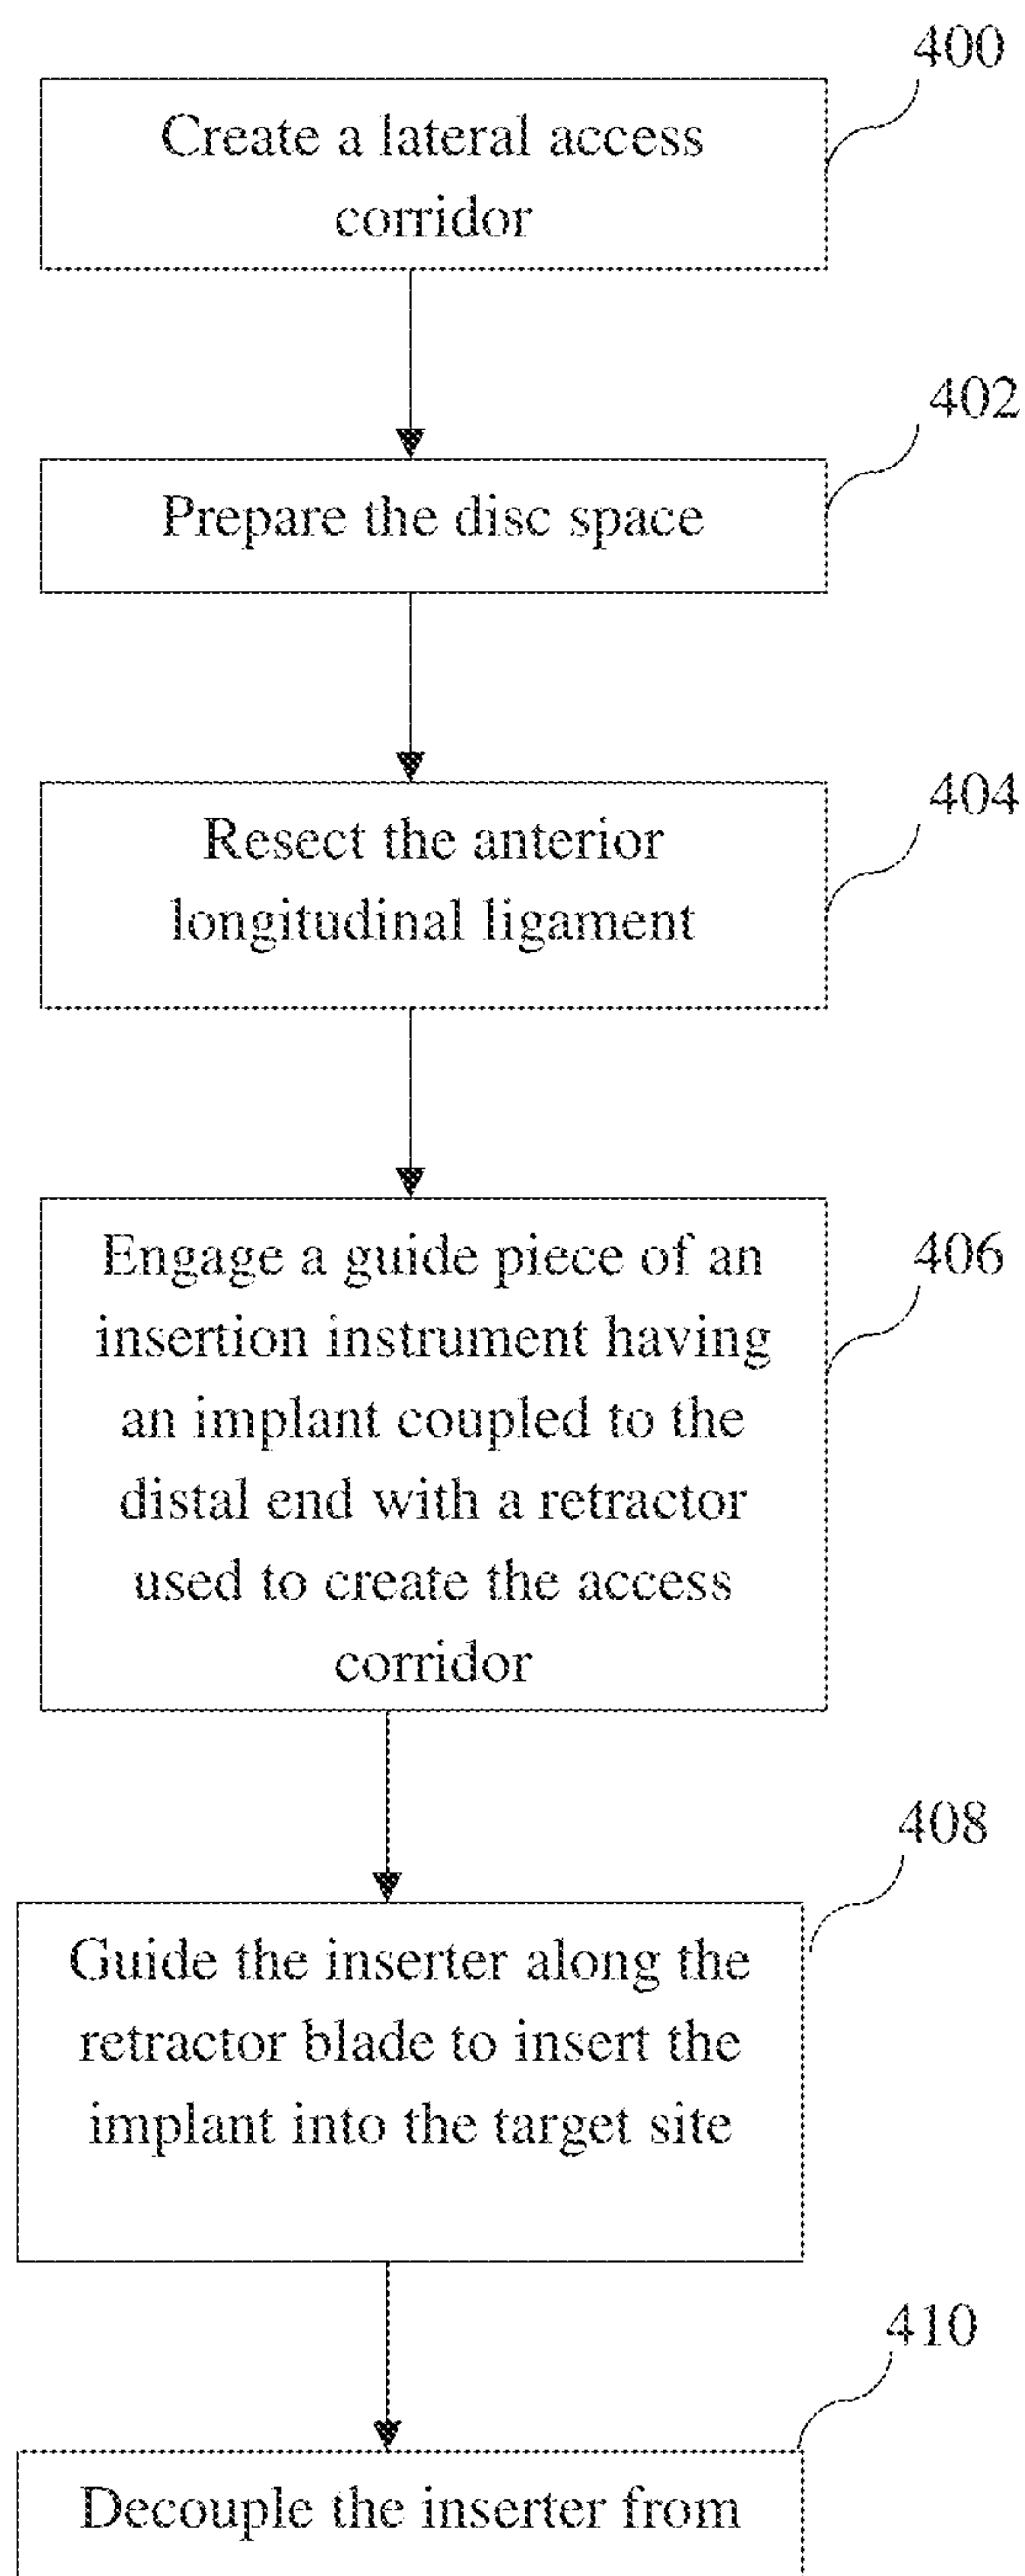 400
Create a lateral access
corridor
402
Prepare the disc space
404
Resect the anterior
longitudinal ligament
406
Engage a guide piece of an
insertion instrument having
an implant coupled to the
distal end with a retractor
used to create the access
corridor
408
Guide the inserter along the
retractor blade to insert the
implant into the target site
410
Decouple the inserter from